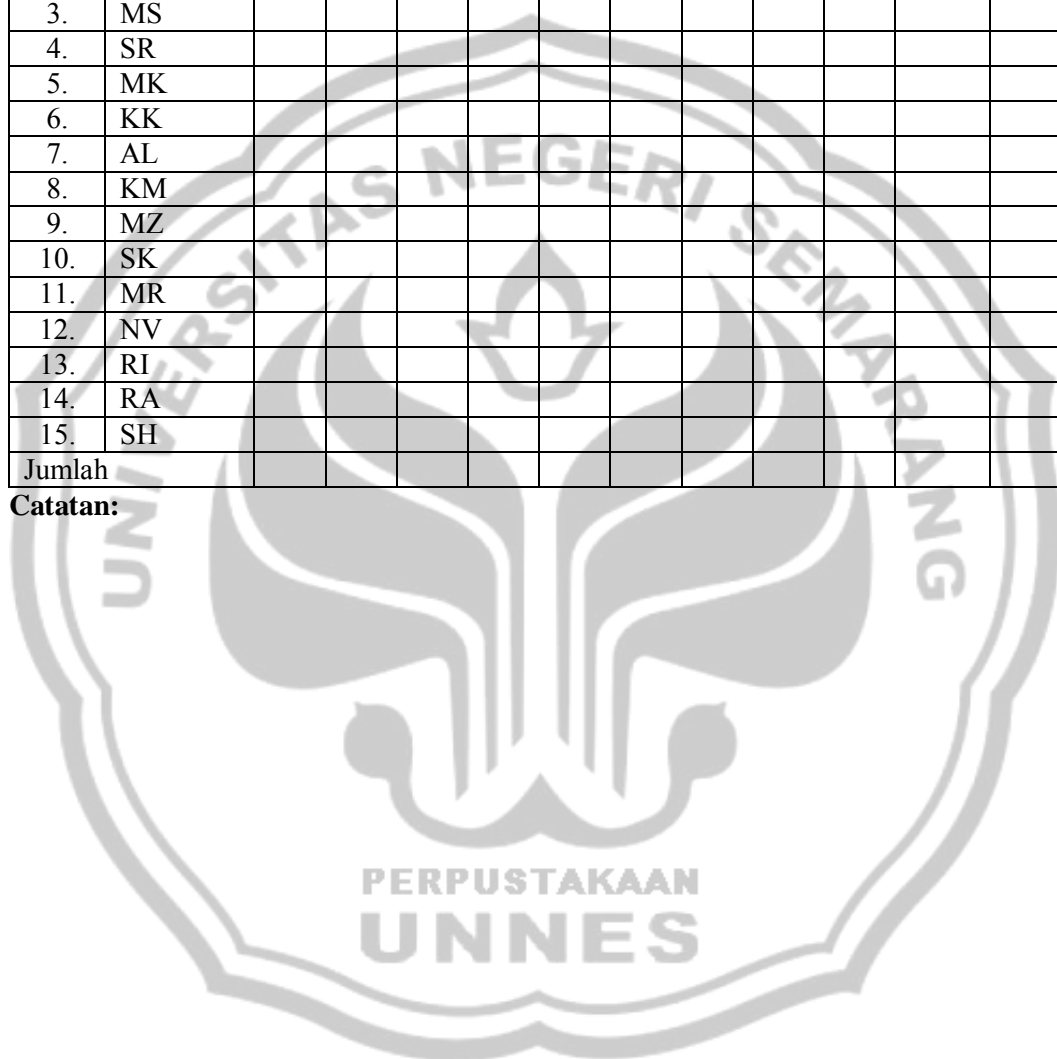 3. MS
4. SR
5. MK
6. KK
7. AL
8. KM
9. MZ
10. SK
11. MR
12. NV
13. RI
14. RA
15. SH
Jumlah
Catatan:
UNIVERSITAS NEGERI SEMARANG
PERPUSTAKAAN
UNNES